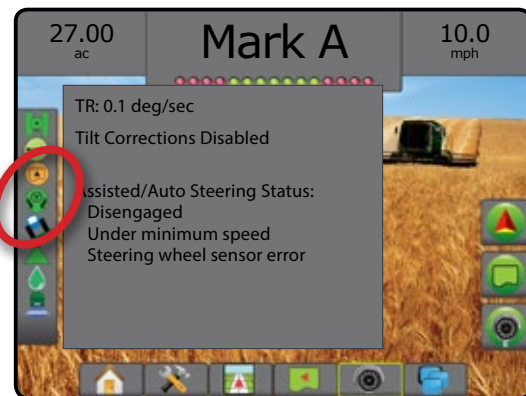 27.00
ac
Mark A
10.0
mph
TR: 0.1 deg/sec
Tilt Corrections Disabled
Assisted/Auto Steering Status:
Disengaged
Under minimum speed
Steering wheel sensor error